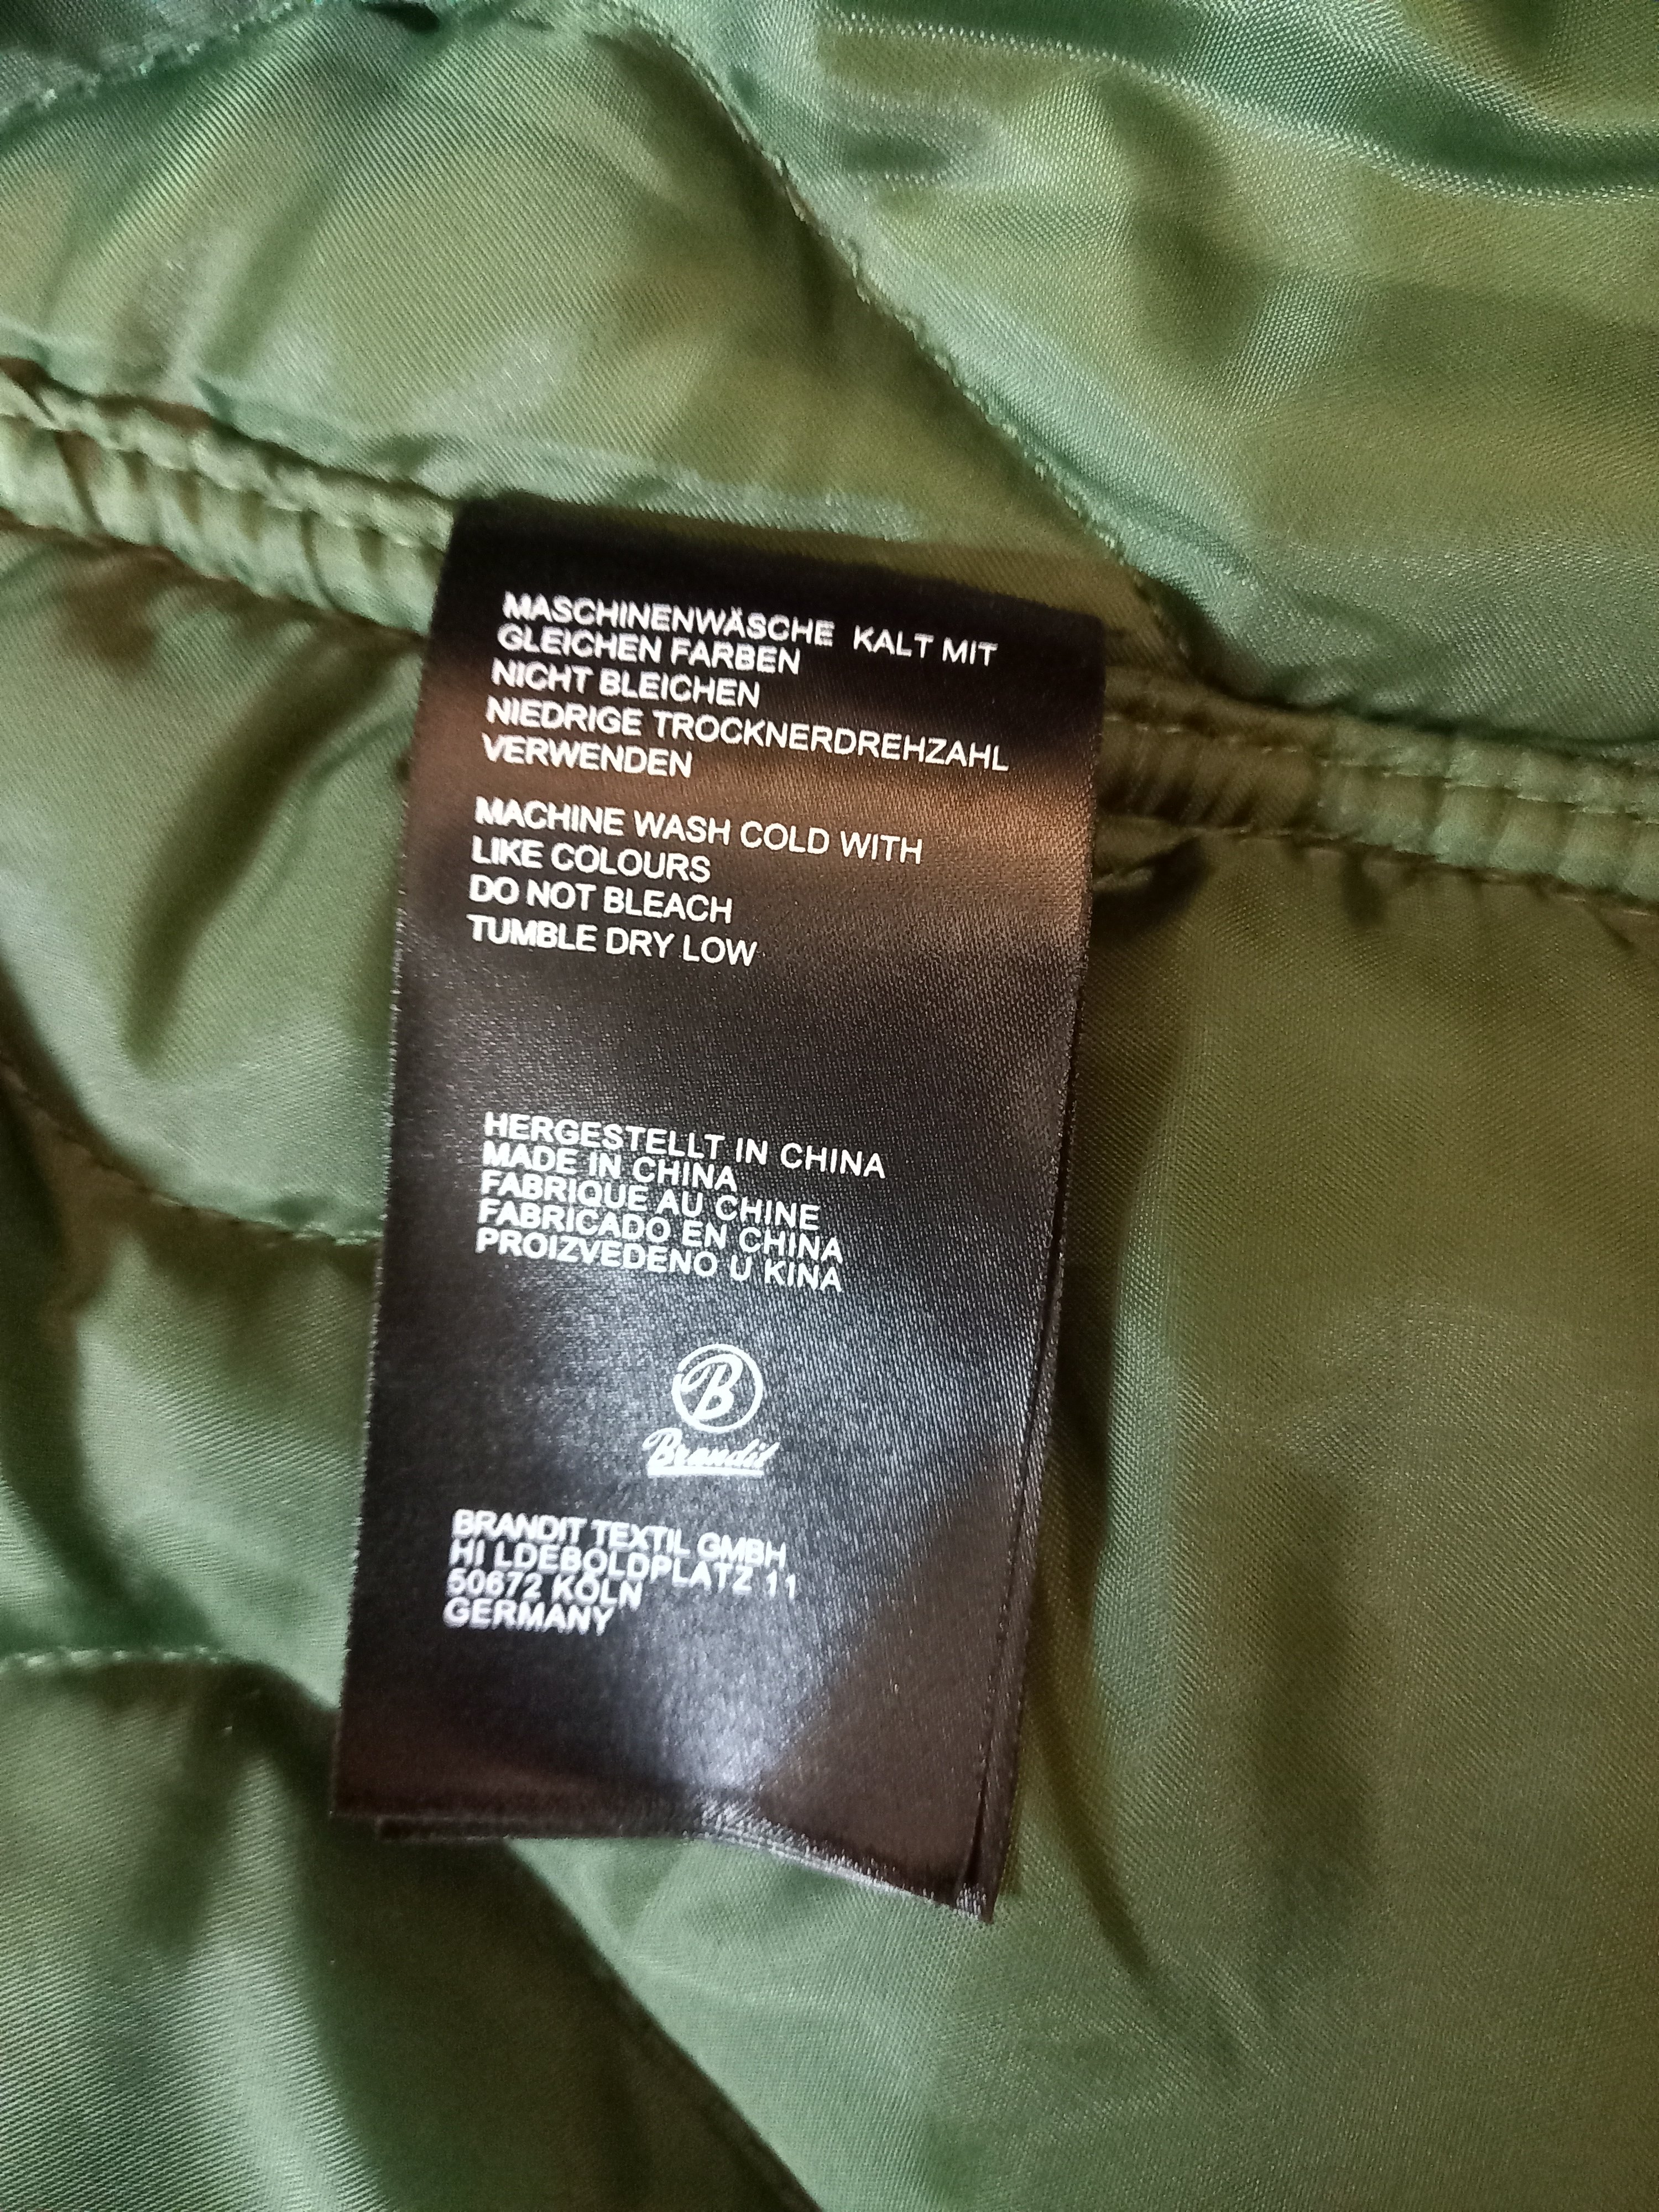 MASCHINENWÄSCHE KALT MIT
GLEICHEN FARBEN
NICHT BLEICHEN
NIEDRIGE TROCKNERDREHZAHL
VERWENDEN
MACHINE WASH COLD WITH
LIKE COLOURS
DO NOT BLEACH
TUMBLE DRY LOW
HERGESTELLT IN CHINA
MADE IN CHINA
FABRIQUE AU CHINE
FABRICADO EN CHINA
PROIZVEDENO U KINA
B
Brandit
BRANDIT TEXTIL GMBH
HI LDEBOLDPLATZ 11
50672 KÖLN
GERMANY